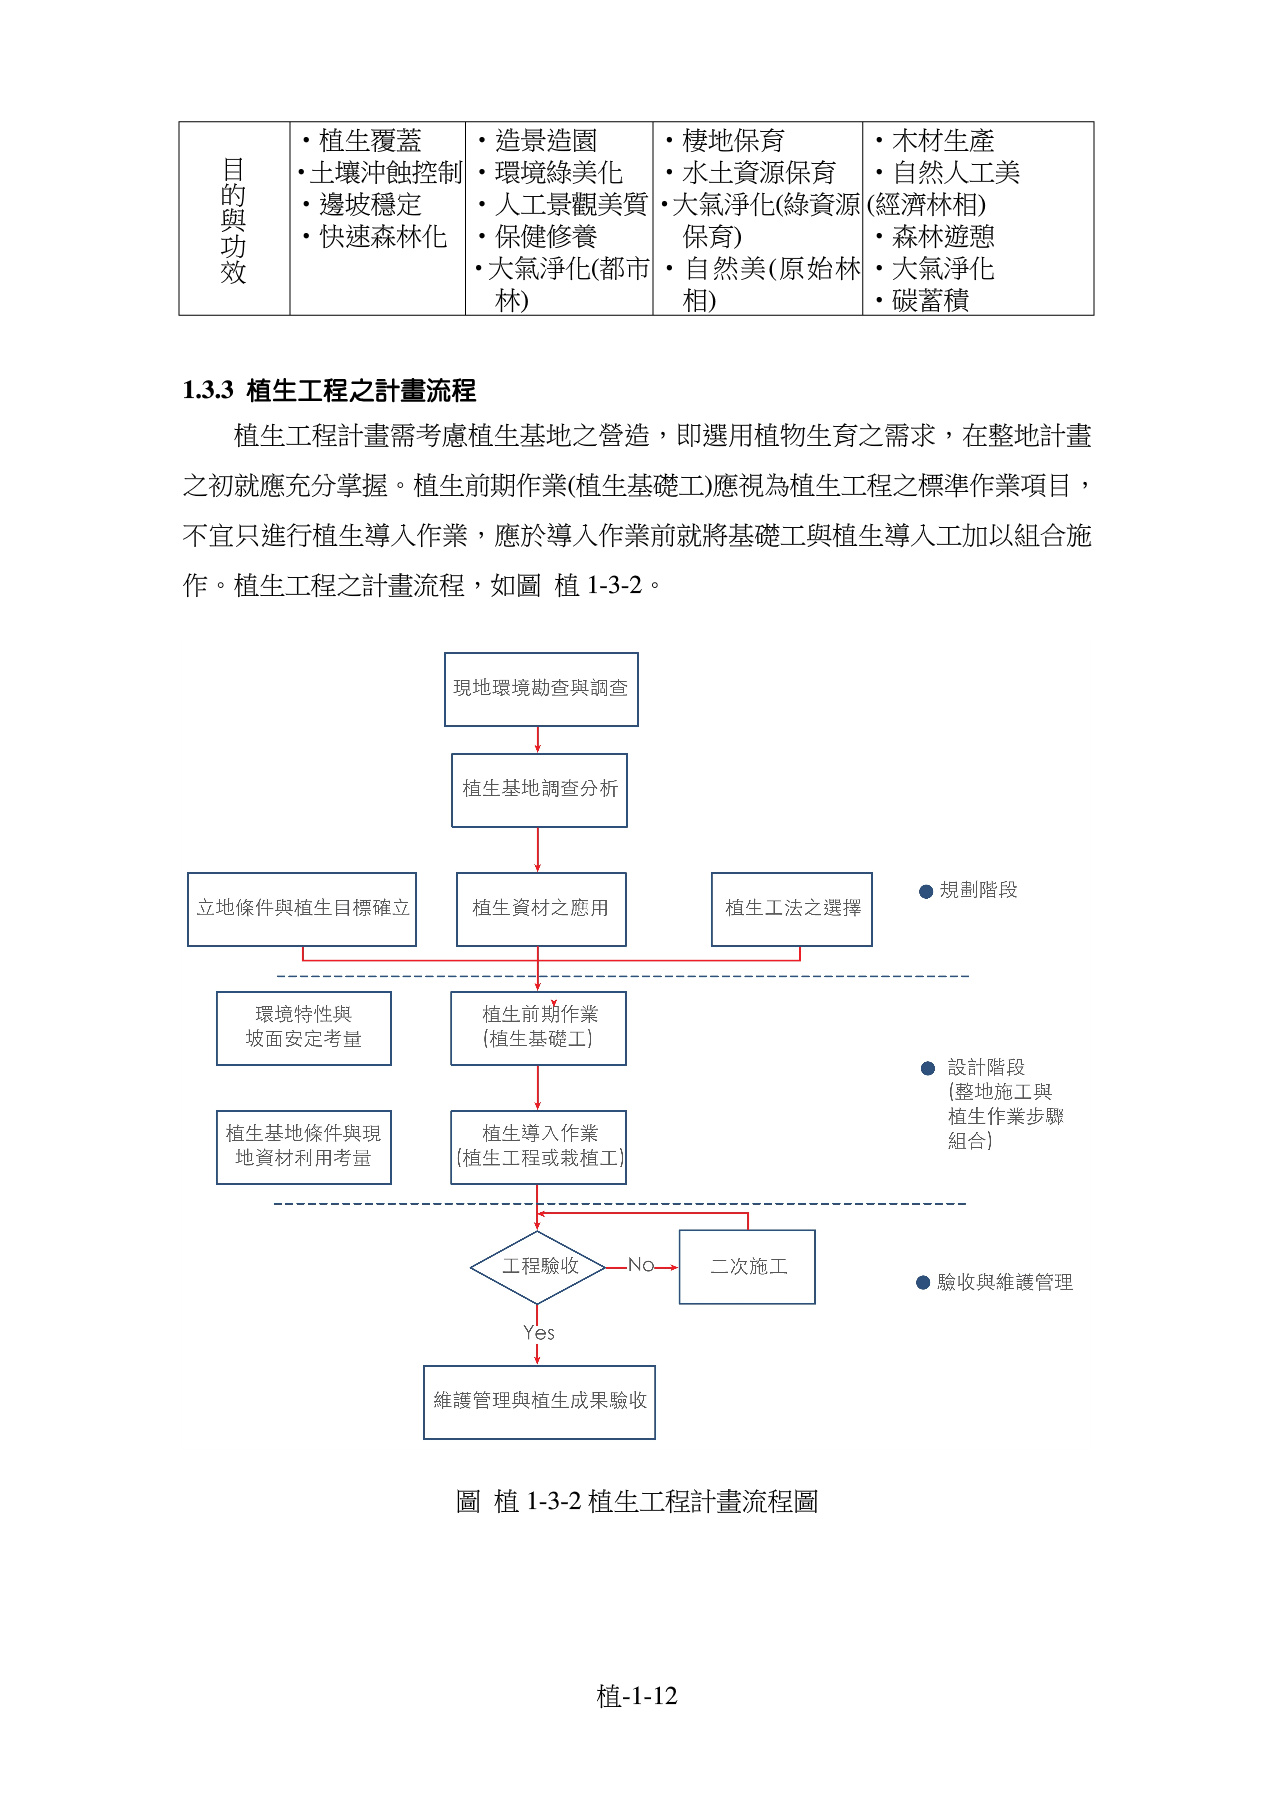 目的與功效
・植生覆蓋
・土壤沖蝕控制
・邊坡穩定
・快速森林化
・造景造園
・環境綠美化
・人工景觀美質
・保健修養
・大氣淨化(都市
林)
・棲地保育
・水土資源保育
・大氣淨化(綠資源
保育)
・自然美(原始林
相)
・木材生產
・自然人工美
(經濟林相)
・森林遊憩
・大氣淨化
・碳蓄積
1.3.3 植生工程之計畫流程
植生工程計畫需考慮植生基地之營造，即選用植物生育之需求，在整地計畫
之初就應充分掌握。植生前期作業(植生基礎工)應視為植生工程之標準作業項目，
不宜只進行植生導入作業，應於導入作業前就將基礎工與植生導入工加以組合施
作。植生工程之計畫流程，如圖 植 1-3-2。
現地環境勘查與調查
植生基地調查分析
立地條件與植生目標確立
植生資材之應用
植生工法之選擇
● 規劃階段
環境特性與
坡面安定考量
植生前期作業
(植生基礎工)
● 設計階段
(整地施工與
植生作業步驟
組合)
植生基地條件與現
地資材利用考量
植生導入作業
(植生工程或栽植工)
工程驗收
No
二次施工
● 驗收與維護管理
Yes
維護管理與植生成果驗收
圖 植 1-3-2 植生工程計畫流程圖
植-1-12